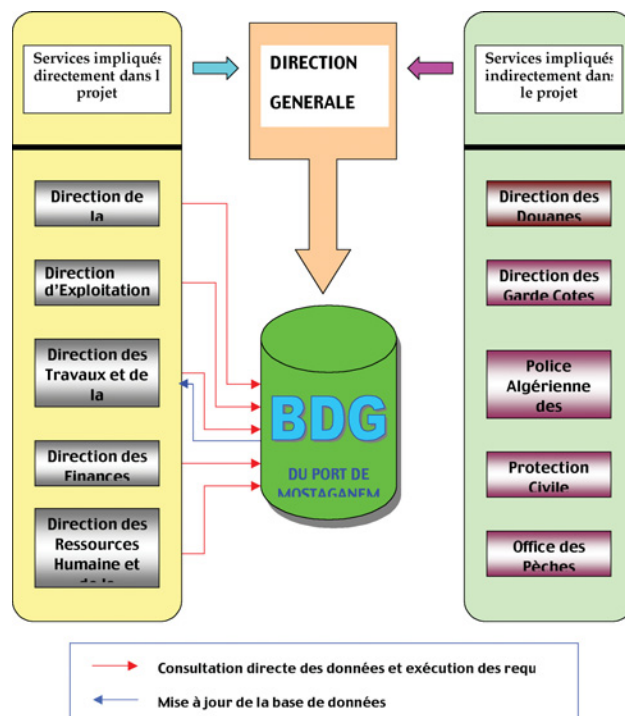 Services impliqués
directement dans l
projet
DIRECTION
GENERALE
Services impliqués
indirectement dans
le projet
Direction de
la
Direction
d'Exploitation
Direction des
Travaux et de
la
Direction des
Finances
Direction des
Ressources
Humaine et
de la
BDG
DU PORT DE
MOSTAGANEM
Direction des
Douanes
Direction des
Garde Cotes
Police
Algérienne
des
Protection
Civile
Office des
Pèches
Consultation directe des données et exécution des requ
Mise à jour de la base de données